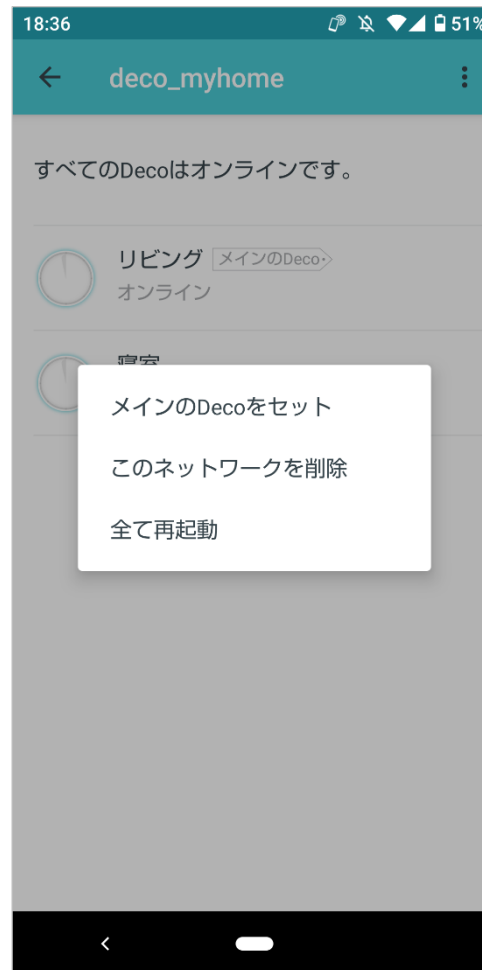 18:36
51%
deco_myhome
すべてのDecoはオンラインです。
リビング メインのDeco
オンライン
寝室
メインのDecoをセット
このネットワークを削除
全て再起動